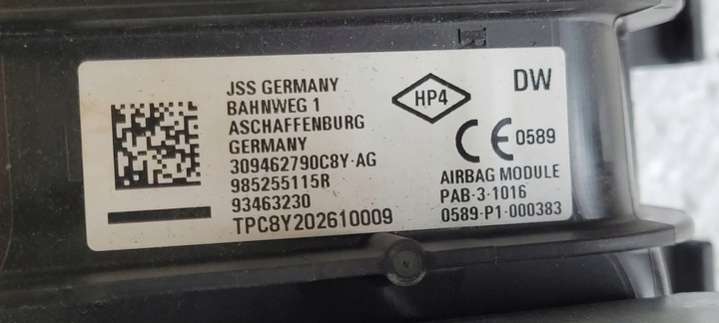 JSS GERMANY
BAHNWEG 1
ASCHAFFENBURG
GERMANY
309462790C8Y-AG
985255115R
93463230
TPC8Y202610009
HP4
DW
CE 0589
AIRBAG MODULE
PAB-3-1016
0589-P1-000383